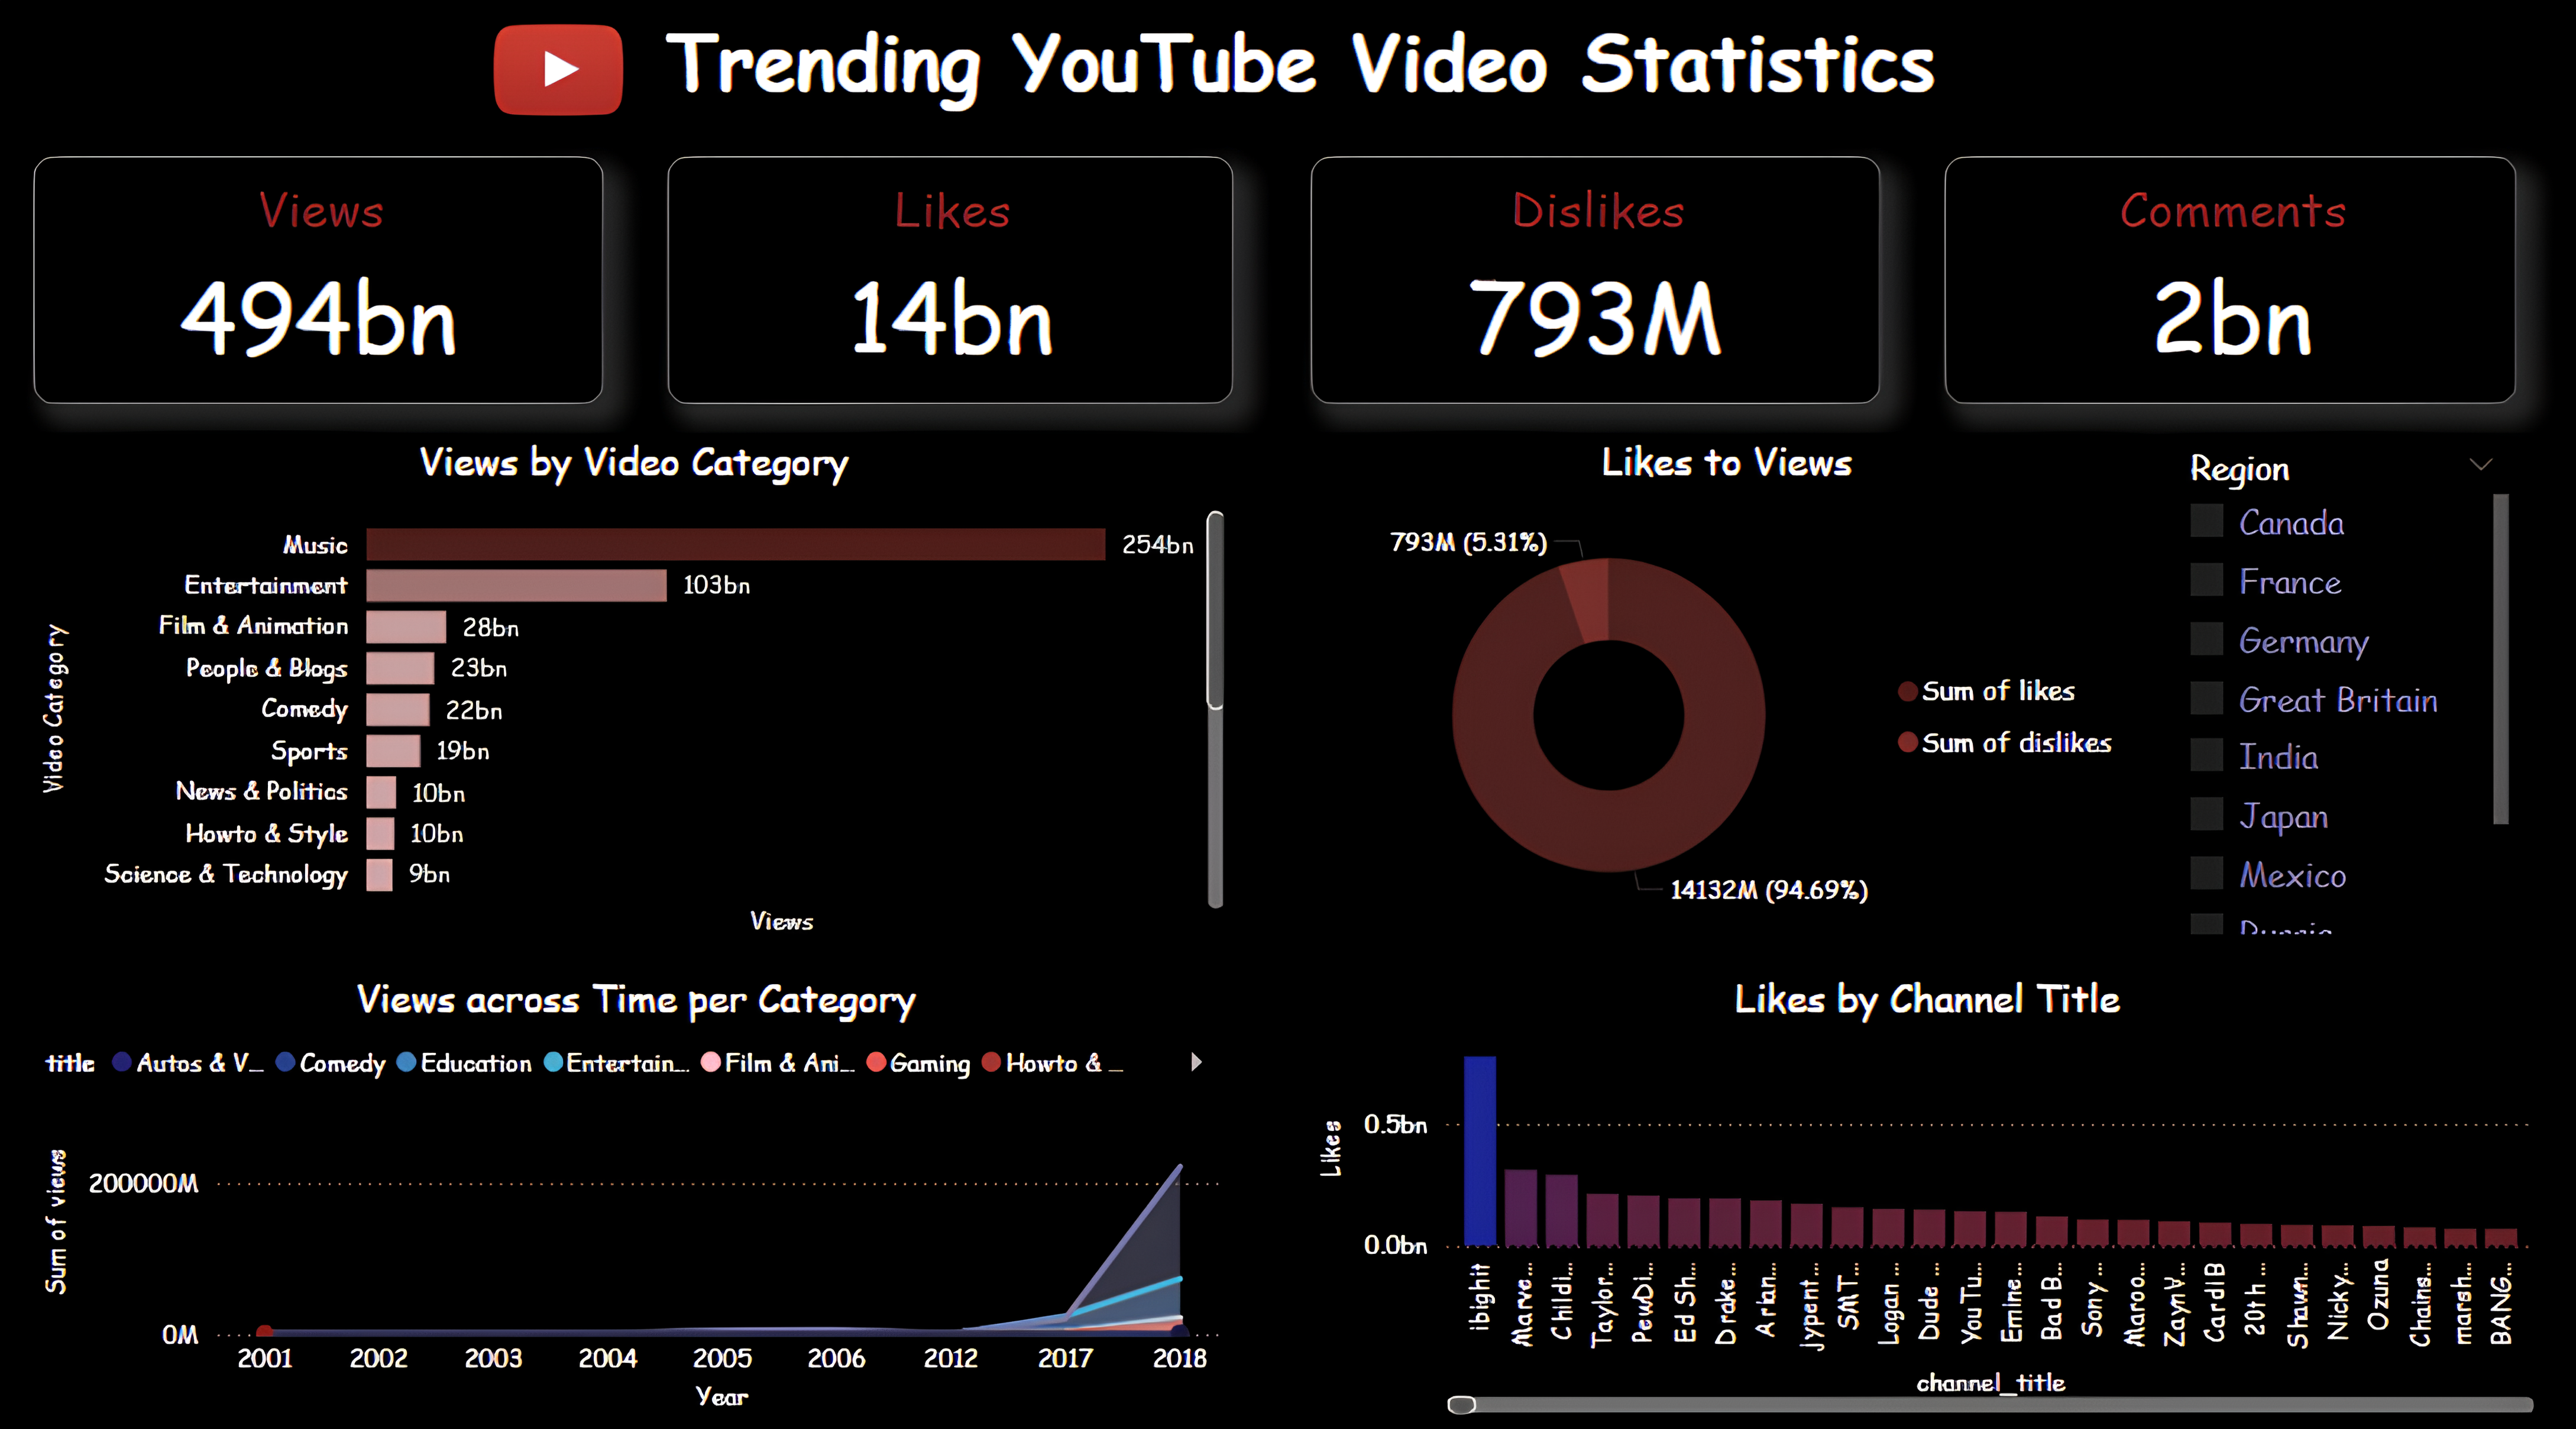 Trending YouTube Video Statistics
Views
494bn
Likes
14bn
Dislikes
793M
Comments
2bn
Views by Video Category
Video Category
Music 254bn
Entertainment 103bn
Film & Animation 28bn
People & Blogs 23bn
Comedy 22bn
Sports 19bn
News & Politics 10bn
Howto & Style 10bn
Science & Technology 9bn
Views
Likes to Views
793M (5.31%)
14132M (94.69%)
Sum of likes
Sum of dislikes
Region
Canada
France
Germany
Great Britain
India
Japan
Mexico
Views across Time per Category
title Autos & V... Comedy Education Entertain... Film & Ani... Gaming Howto & ...
Sum of views
200000M
0M
2001 2002 2003 2004 2005 2006 2012 2017 2018
Year
Likes by Channel Title
Likes
0.5bn
0.0bn
ibighit
Marve...
Childi...
Taylor...
PewDi...
Ed Sh...
Drake...
Arian...
jypent...
SMT...
Logan ...
Dude ...
YouTu...
Emine...
Bad B...
Sony ...
Maroo...
ZaynV...
CardiB
20th ...
Shawn...
Nicky...
Ozuna
Chains...
marsh...
BANG...
channel_title